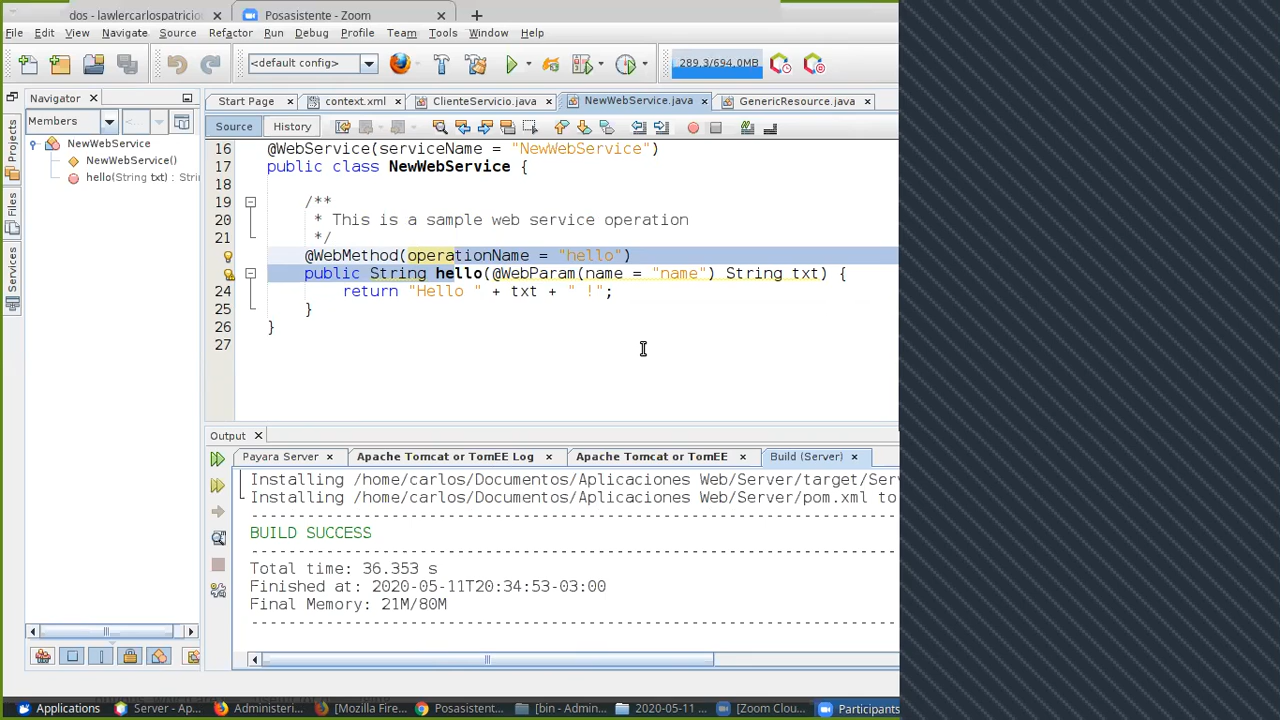 dos - lawlercarlospatricio
Posasistente - Zoom
File Edit View Navigate Source Refactor Run Debug Profile Team Tools Window Help
<default config>
289,3/694,0MB
Navigator
Start Page context.xml ClienteServicio.java NewWebService.java GenericResource.java
Members
<...
Source History
NewWebService
NewWebService()
hello(String txt) : Strin
Projects
Files
Services
16 @WebService(serviceName = "NewWebService")
17 public class NewWebService {
18
19 /**
20 * This is a sample web service operation
21 */
@WebMethod(operationName = "hello")
public String hello(@WebParam(name = "name") String txt) {
24 return "Hello " + txt + " !";
25 }
26 }
27
Output
Payara Server Apache Tomcat or TomEE Log Apache Tomcat or TomEE Build (Server)
Installing /home/carlos/Documentos/Aplicaciones Web/Server/target/Serv
Installing /home/carlos/Documentos/Aplicaciones Web/Server/pom.xml to
------------------------------------------------------------------------
BUILD SUCCESS
------------------------------------------------------------------------
Total time: 36.353 s
Finished at: 2020-05-11T20:34:53-03:00
Final Memory: 21M/80M
------------------------------------------------------------------------
Applications Server - Ap... Administeri... [Mozilla Fire... Posasistent... [bin - Admin... 2020-05-11 ... [Zoom Clou... Participants